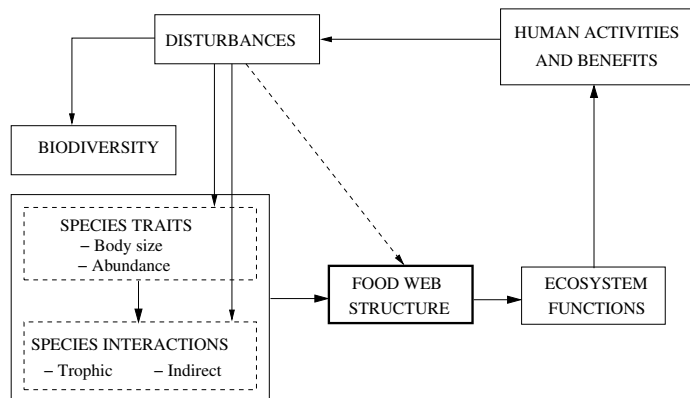 DISTURBANCES
HUMAN ACTIVITIES
AND BENEFITS
BIODIVERSITY
SPECIES TRAITS
– Body size
– Abundance
FOOD WEB
STRUCTURE
ECOSYSTEM
FUNCTIONS
SPECIES INTERACTIONS
– Trophic – Indirect